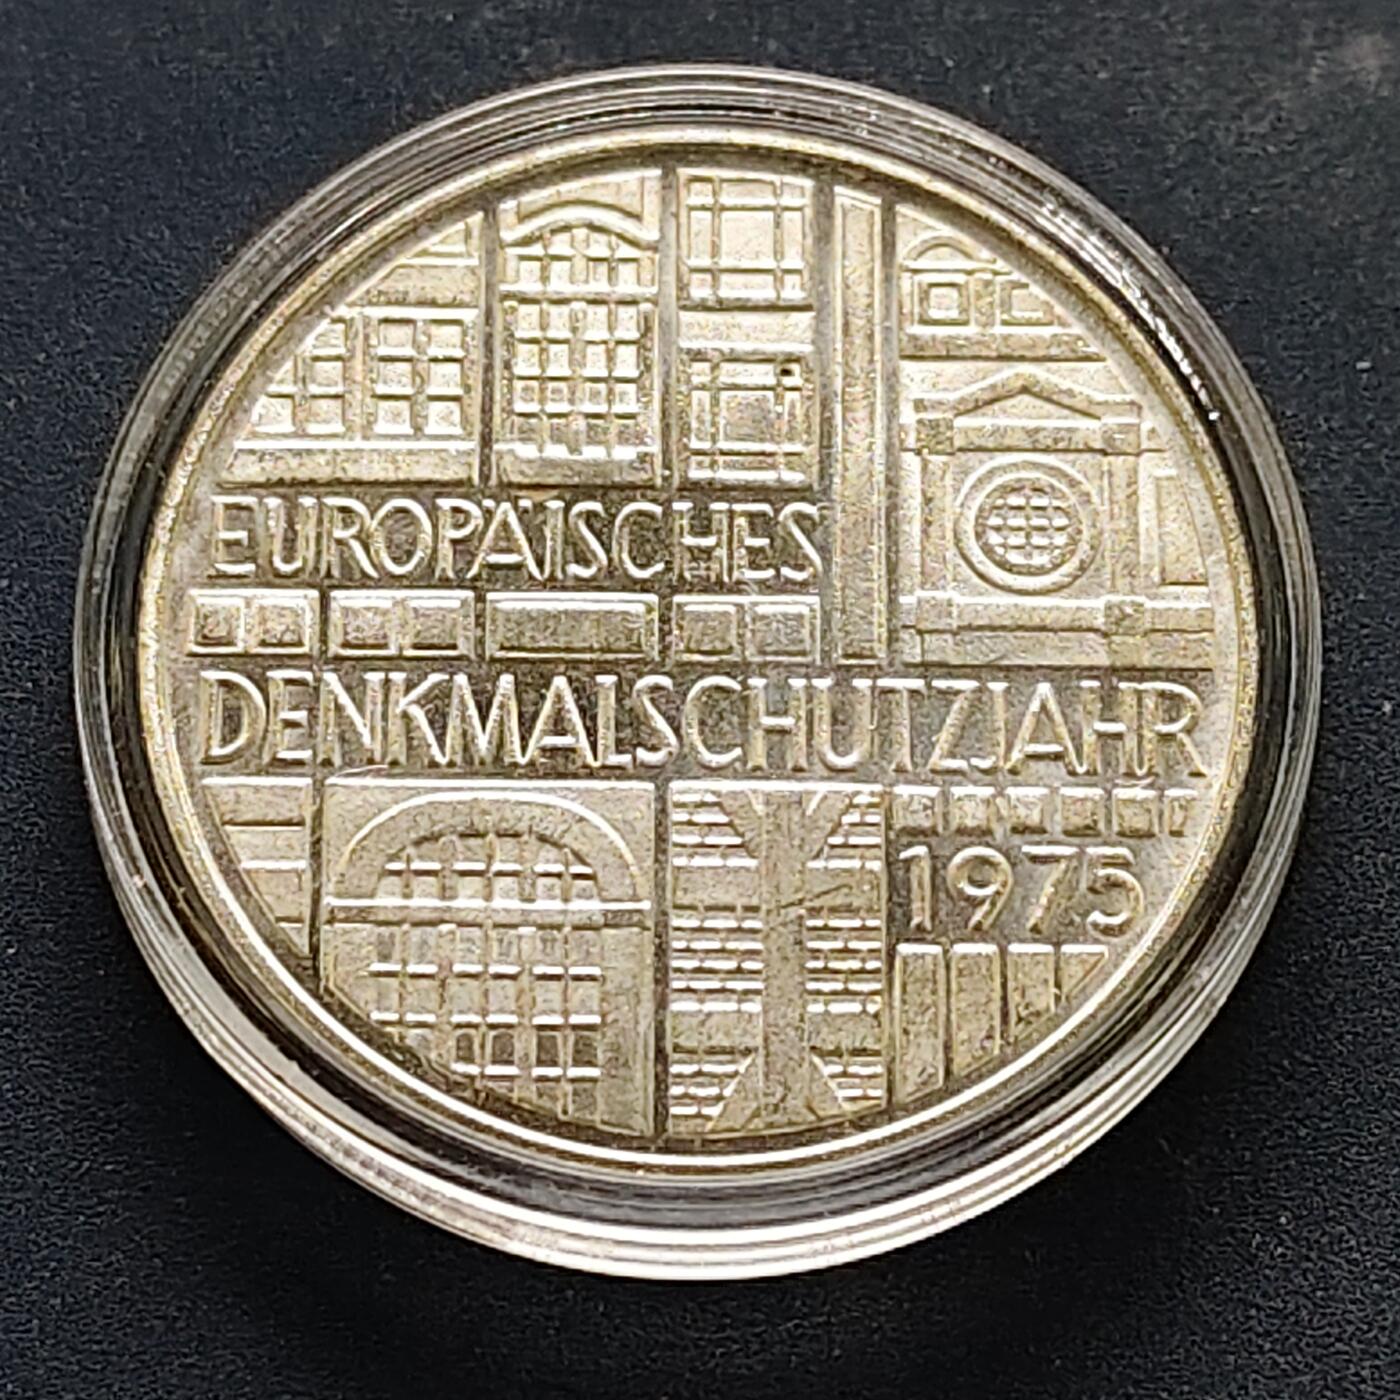 EUROPÄISCHES
DENKMALSCHUTZJAHR
1975